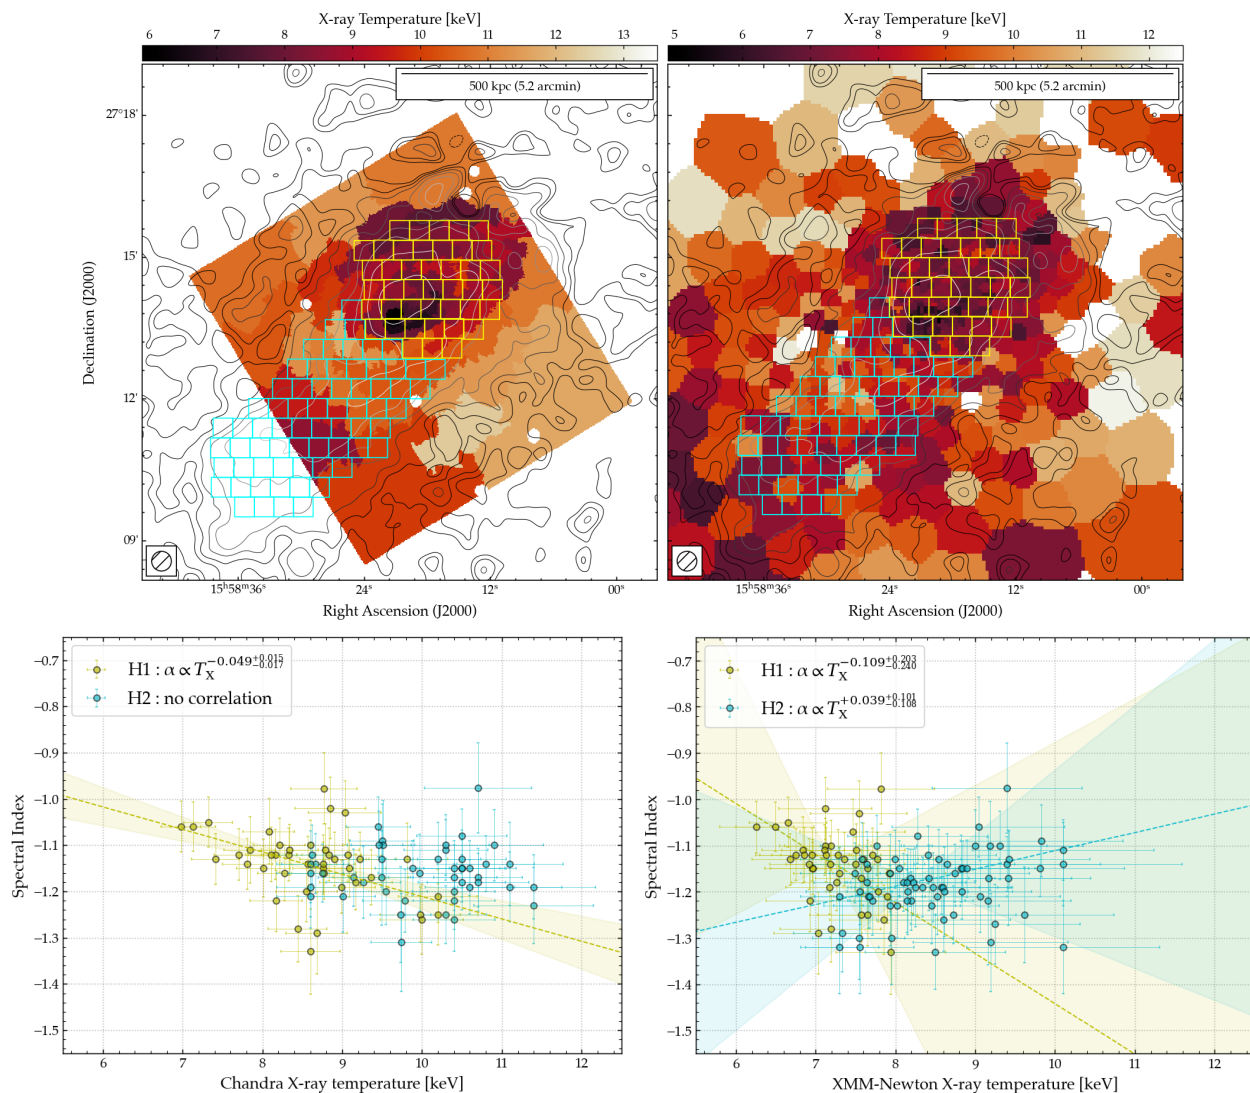 X-ray Temperature [keV]
6 7 8 9 10 11 12 13
500 kpc (5.2 arcmin)
27°18'
15'
12'
09'
Declination (J2000)
15ʰ58ᵐ36ˢ 24ˢ 12ˢ 00ˢ
Right Ascension (J2000)
X-ray Temperature [keV]
5 6 7 8 9 10 11 12
500 kpc (5.2 arcmin)
15ʰ58ᵐ36ˢ 24ˢ 12ˢ 00ˢ
Right Ascension (J2000)
H1 : α ∝ T_X^{−0.049^{+0.015}_{−0.017}}
H2 : no correlation
−0.7
−0.8
−0.9
−1.0
−1.1
−1.2
−1.3
−1.4
−1.5
Spectral Index
6 7 8 9 10 11 12
Chandra X-ray temperature [keV]
H1 : α ∝ T_X^{−0.109^{+0.203}_{−0.240}}
H2 : α ∝ T_X^{+0.039^{+0.101}_{−0.108}}
−0.7
−0.8
−0.9
−1.0
−1.1
−1.2
−1.3
−1.4
−1.5
Spectral Index
6 7 8 9 10 11 12
XMM-Newton X-ray temperature [keV]